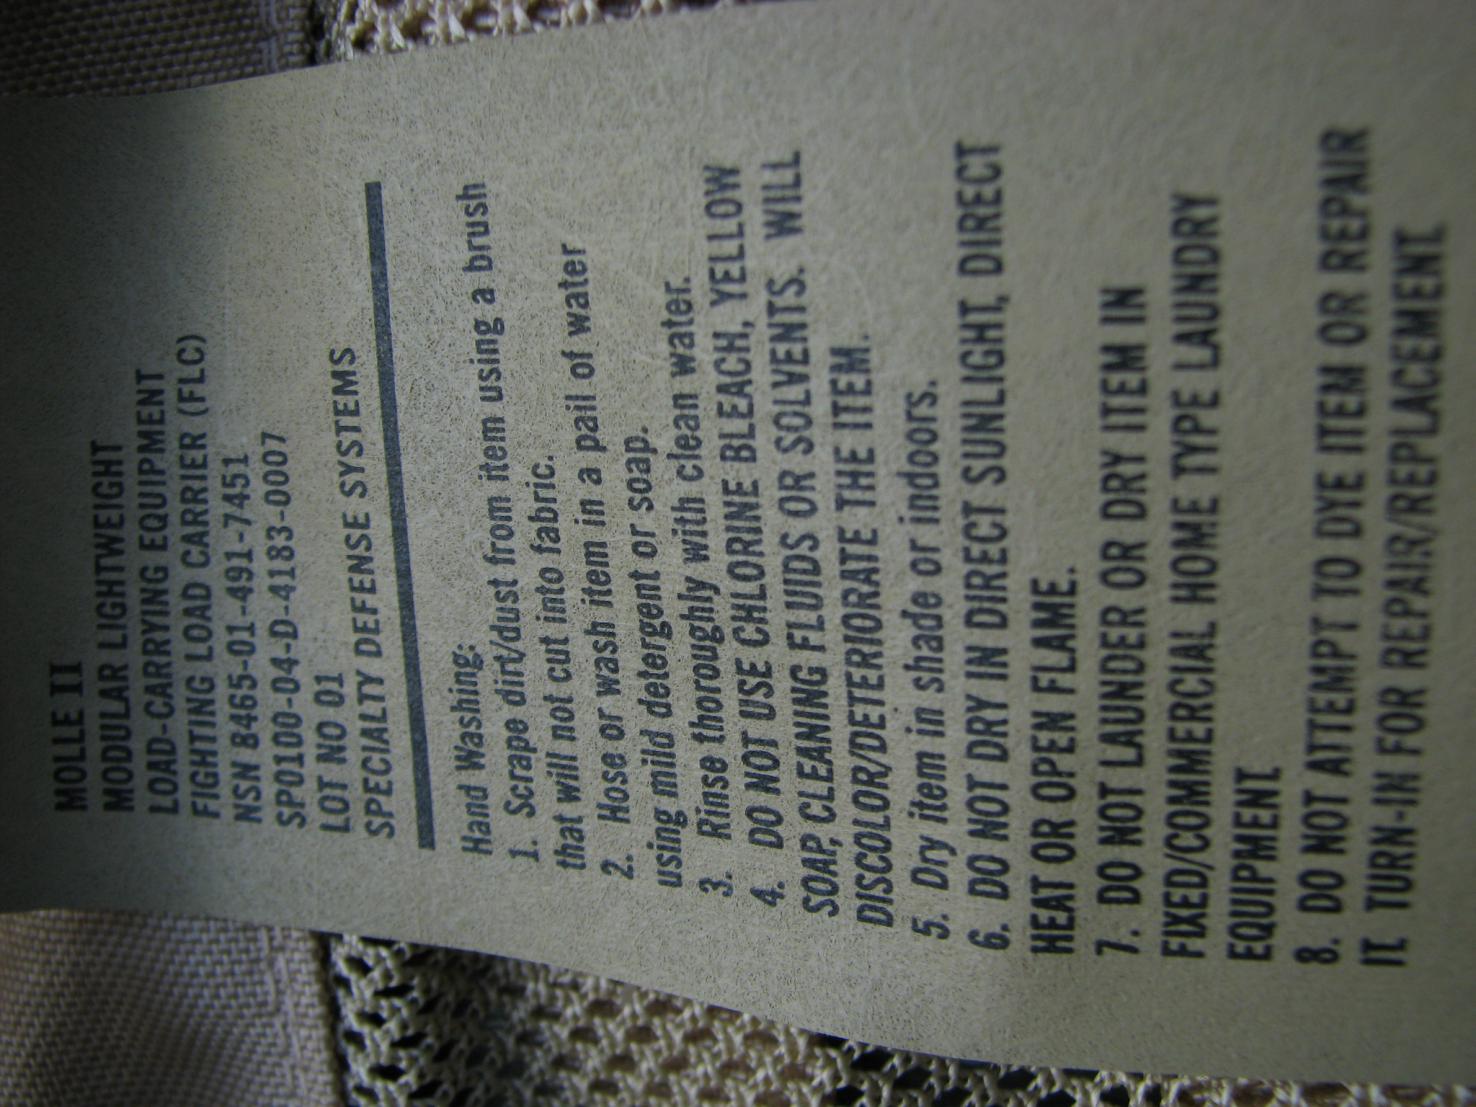 MOLLE II
MODULAR LIGHTWEIGHT
LOAD-CARRYING EQUIPMENT
FIGHTING LOAD CARRIER (FLC)
NSN 8465-01-491-7451
SP0100-04-D-4183-0007
LOT NO 01
SPECIALTY DEFENSE SYSTEMS
Hand Washing:
1. Scrape dirt/dust from item using a brush
that will not cut into fabric.
2. Hose or wash item in a pail of water
using mild detergent or soap.
3. Rinse thoroughly with clean water.
4. DO NOT USE CHLORINE BLEACH, YELLOW
SOAP, CLEANING FLUIDS OR SOLVENTS. WILL
DISCOLOR/DETERIORATE THE ITEM.
5. Dry item in shade or indoors.
6. DO NOT DRY IN DIRECT SUNLIGHT, DIRECT
HEAT OR OPEN FLAME.
7. DO NOT LAUNDER OR DRY ITEM IN
FIXED/COMMERCIAL HOME TYPE LAUNDRY
EQUIPMENT.
8. DO NOT ATTEMPT TO DYE ITEM OR REPAIR
IT. TURN-IN FOR REPAIR/REPLACEMENT.